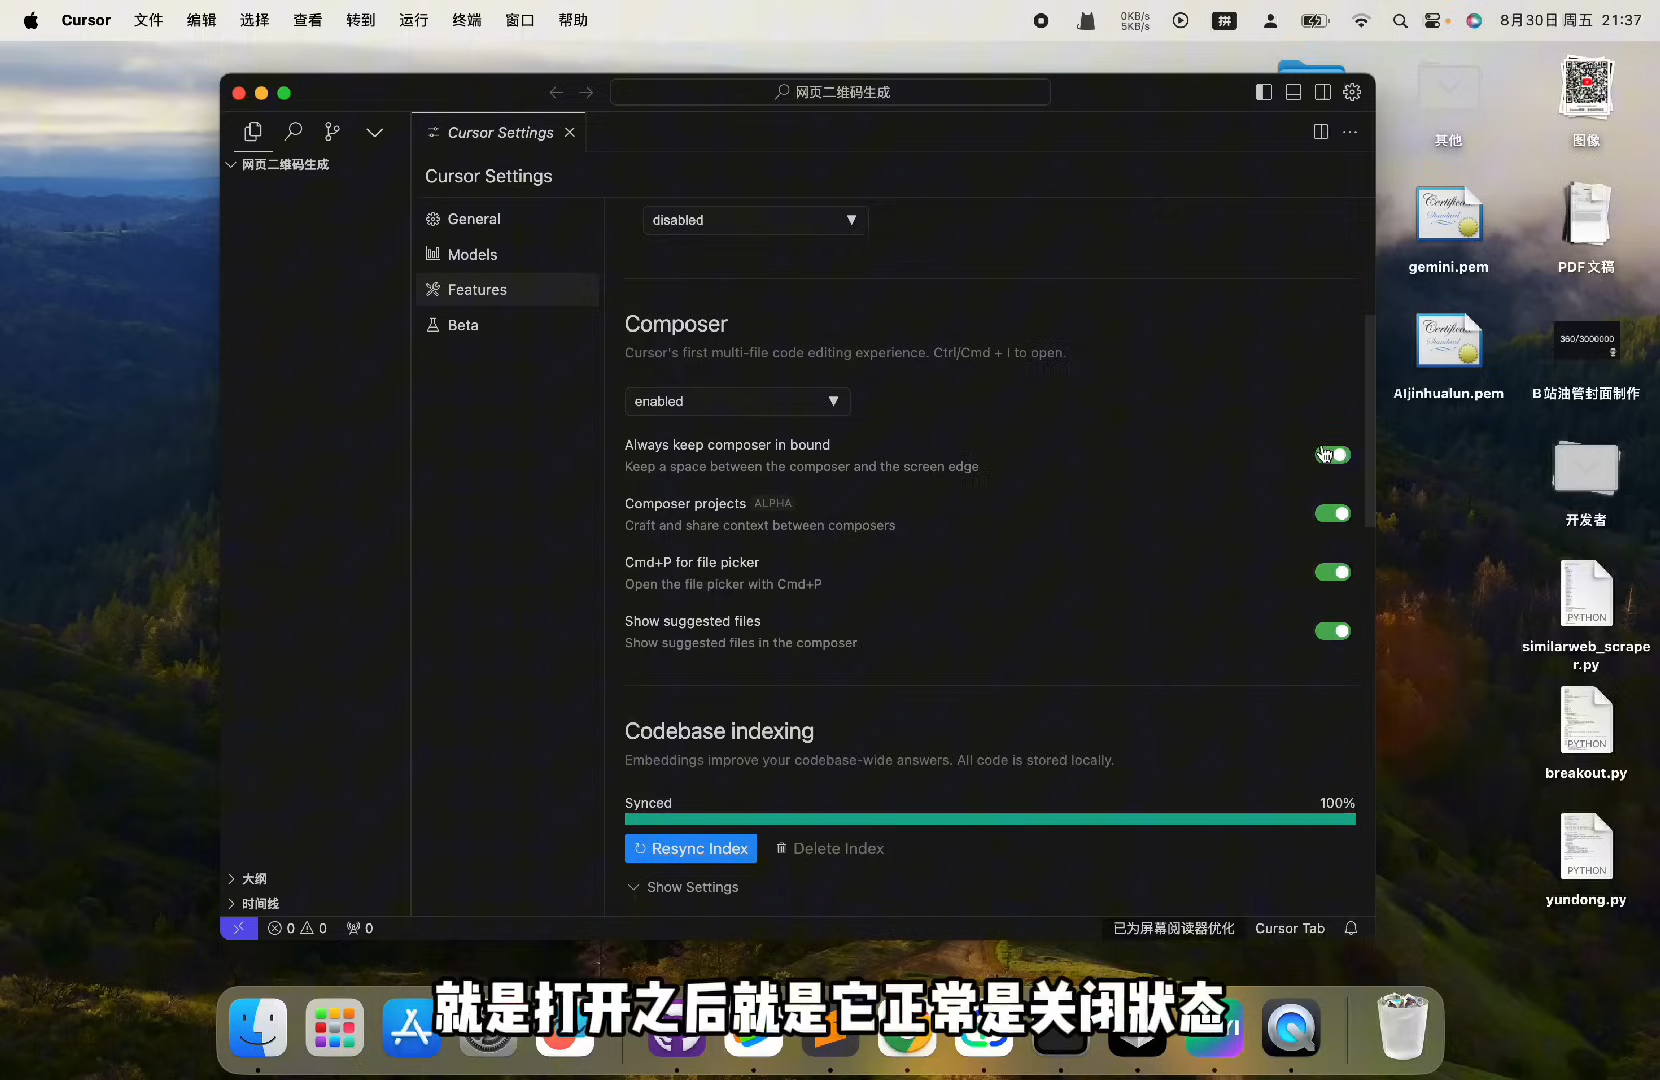 Cursor 文件 编辑 选择 查看 转到 运行 终端 窗口 帮助
0KB/s
5KB/s
拼
8月30日 周五 21:37
网页二维码生成
Cursor Settings
网页二维码生成
Cursor Settings
General
Models
Features
Beta
disabled
Composer
Cursor's first multi-file code editing experience. Ctrl/Cmd + I to open.
enabled
Always keep composer in bound
Keep a space between the composer and the screen edge
Composer projects ALPHA
Craft and share context between composers
Cmd+P for file picker
Open the file picker with Cmd+P
Show suggested files
Show suggested files in the composer
Codebase indexing
Embeddings improve your codebase-wide answers. All code is stored locally.
Synced 100%
Resync Index Delete Index
Show Settings
大纲
时间线
0 0 0
已为屏幕阅读器优化 Cursor Tab
其他
图像
gemini.pem
PDF文稿
AIjinhualun.pem
360/3000000
B站油管封面制作
开发者
PYTHON
similarweb_scrape
r.py
PYTHON
breakout.py
PYTHON
yundong.py
就是打开之后就是它正常是关闭状态